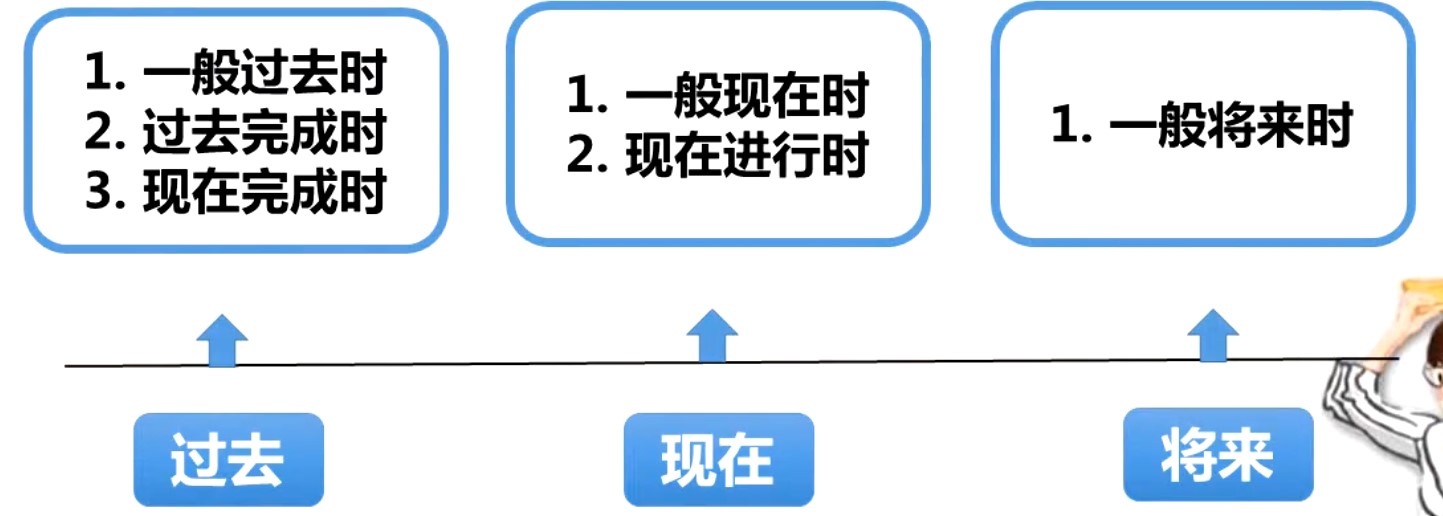 1. 一般过去时
2. 过去完成时
3. 现在完成时
1. 一般现在时
2. 现在进行时
1. 一般将来时
过去
现在
将来